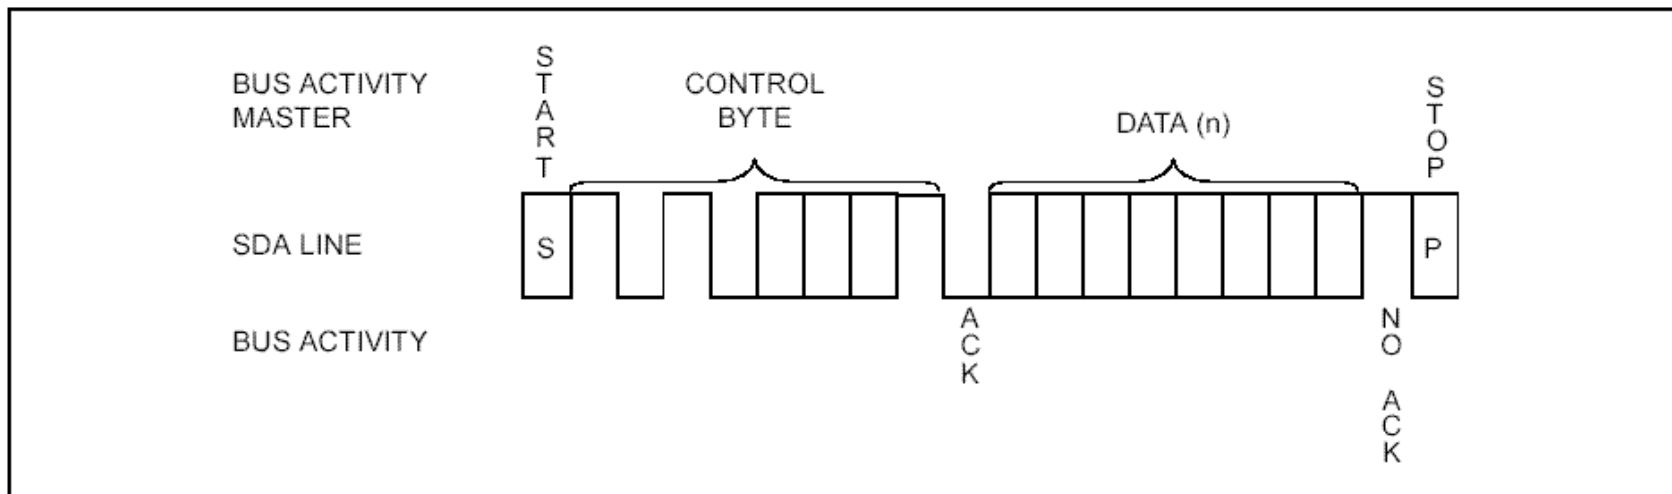 BUS ACTIVITY
MASTER
START
CONTROL
BYTE
DATA (n)
STOP
SDA LINE
S
P
BUS ACTIVITY
ACK
NO ACK